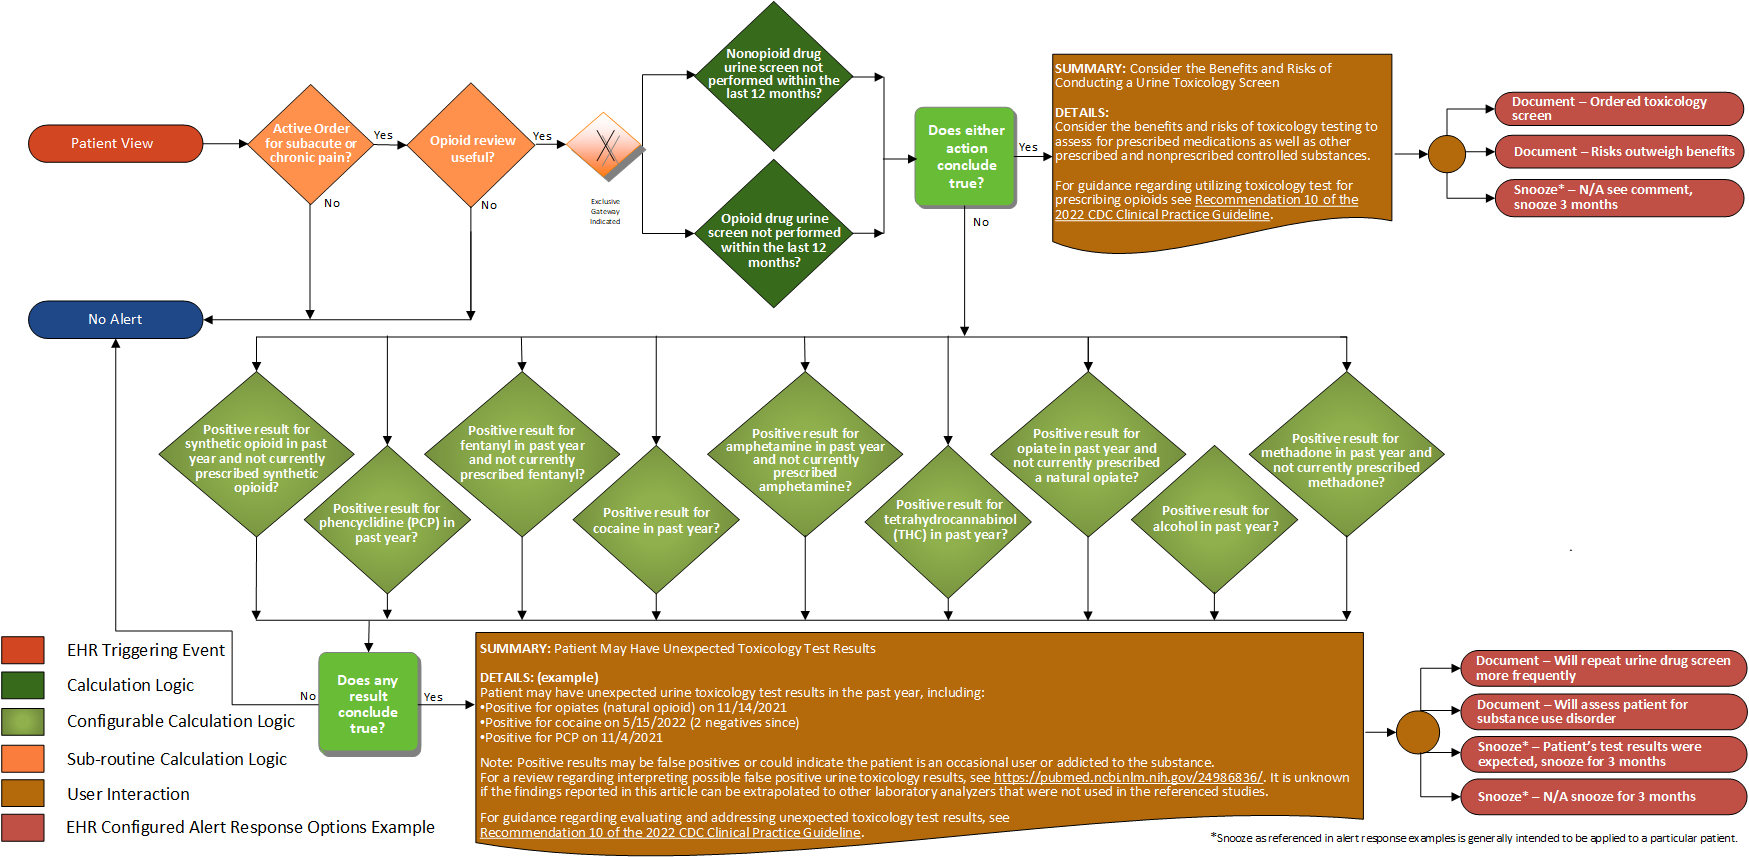 Patient View
Active Order
for subacute or
chronic pain?
Yes
No
Opioid review
useful?
Yes
No
Exclusive
Gateway
Indicated
Nonopioid drug
urine screen not
performed within the
last 12 months?
Opioid drug urine
screen not performed
within the last 12
months?
Does either
action
conclude
true?
Yes
No
SUMMARY: Consider the Benefits and Risks of
Conducting a Urine Toxicology Screen
DETAILS:
Consider the benefits and risks of toxicology testing to
assess for prescribed medications as well as other
prescribed and nonprescribed controlled substances.
For guidance regarding utilizing toxicology test for
prescribing opioids see Recommendation 10 of the
2022 CDC Clinical Practice Guideline.
Document – Ordered toxicology
screen
Document – Risks outweigh benefits
Snooze* – N/A see comment,
snooze 3 months
No Alert
Positive result for
synthetic opioid in past
year and not currently
prescribed synthetic
opioid?
Positive result for
phencyclidine (PCP) in
past year?
Positive result for
fentanyl in past year
and not currently
prescribed fentanyl?
Positive result for
cocaine in past year?
Positive result for
amphetamine in past year
and not currently
prescribed
amphetamine?
Positive result for
tetrahydrocannabinol
(THC) in past year?
Positive result for
opiate in past year and
not currently prescribed
a natural opiate?
Positive result for
alcohol in past year?
Positive result for
methadone in past year and
not currently prescribed
methadone?
Does any
result
conclude
true?
No
Yes
SUMMARY: Patient May Have Unexpected Toxicology Test Results
DETAILS: (example)
Patient may have unexpected urine toxicology test results in the past year, including:
•Positive for opiates (natural opioid) on 11/14/2021
•Positive for cocaine on 5/15/2022 (2 negatives since)
•Positive for PCP on 11/4/2021
Note: Positive results may be false positives or could indicate the patient is an occasional user or addicted to the substance.
For a review regarding interpreting possible false positive urine toxicology results, see https://pubmed.ncbi.nlm.nih.gov/24986836/. It is unknown
if the findings reported in this article can be extrapolated to other laboratory analyzers that were not used in the referenced studies.
For guidance regarding evaluating and addressing unexpected toxicology test results, see
Recommendation 10 of the 2022 CDC Clinical Practice Guideline.
Document – Will repeat urine drug screen
more frequently
Document – Will assess patient for
substance use disorder
Snooze* – Patient's test results were
expected, snooze for 3 months
Snooze* – N/A snooze for 3 months
EHR Triggering Event
Calculation Logic
Configurable Calculation Logic
Sub-routine Calculation Logic
User Interaction
EHR Configured Alert Response Options Example
*Snooze as referenced in alert response examples is generally intended to be applied to a particular patient.